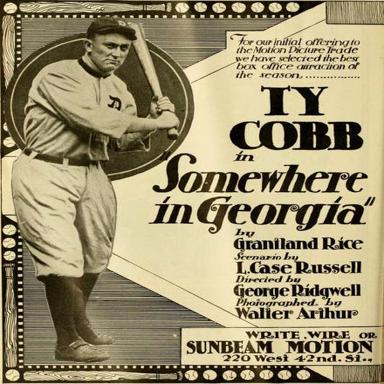 For our initial offering to
the Motion Picture Trade
we have selected the best
box office attraction of
the season..............
TY
COBB
in
"Somewhere
in Georgia"
by
Grantland Rice
Scenario by
L. Case Russell
Directed by
George Ridgwell
Photographed by
Walter Arthur
WRITE, WIRE OR
SUNBEAM MOTION
220 West 42nd. St.,
D